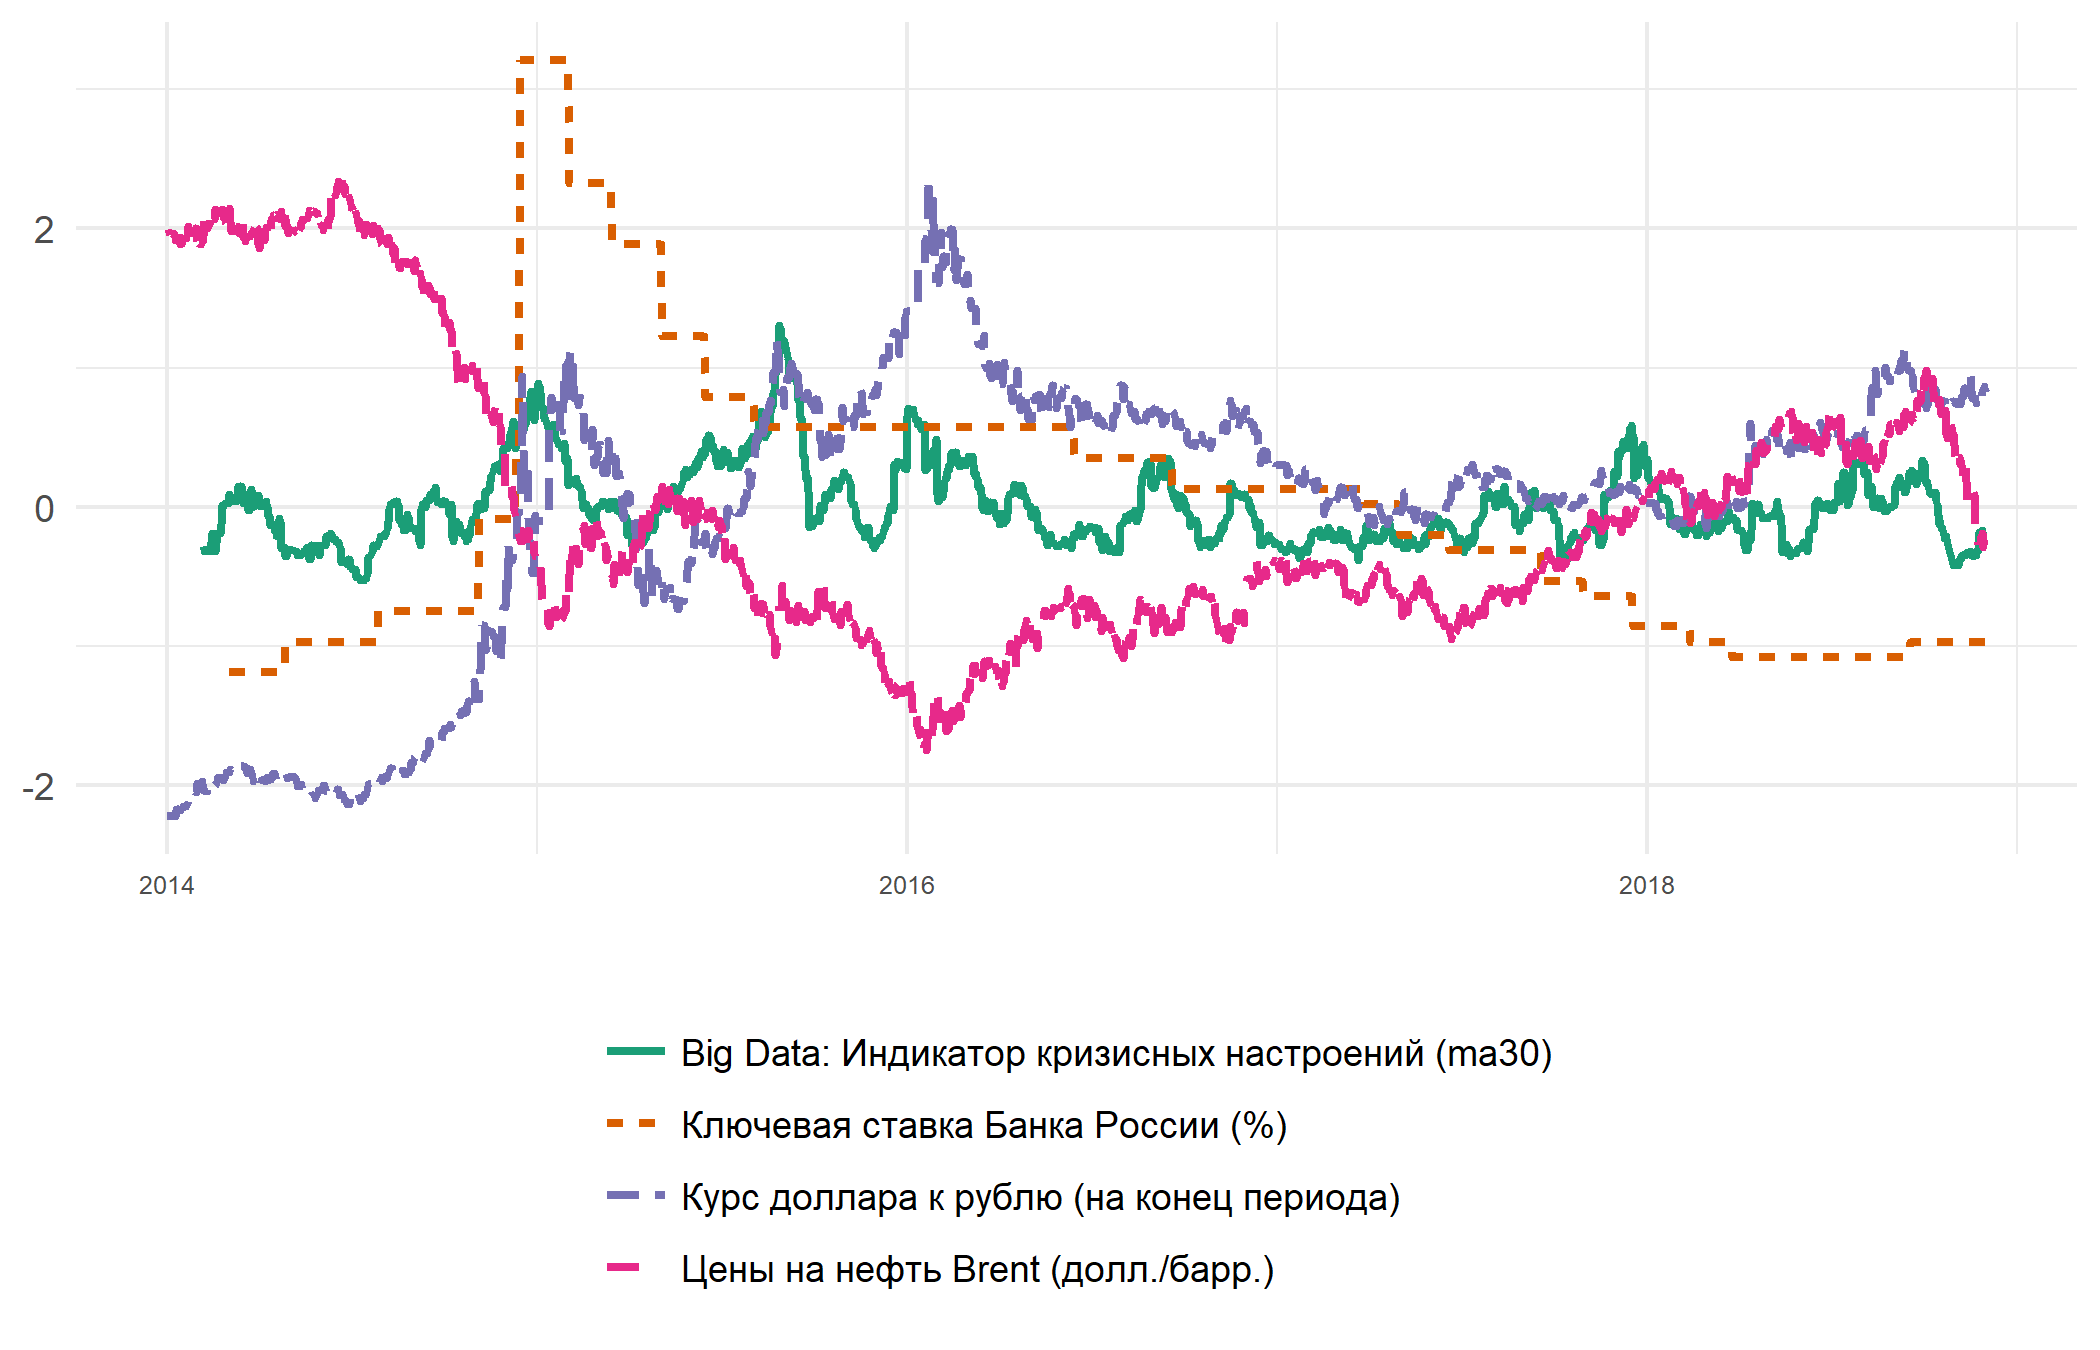 2
0
-2
2014 2016 2018
Big Data: Индикатор кризисных настроений (ma30)
Ключевая ставка Банка России (%)
Курс доллара к рублю (на конец периода)
Цены на нефть Brent (долл./барр.)